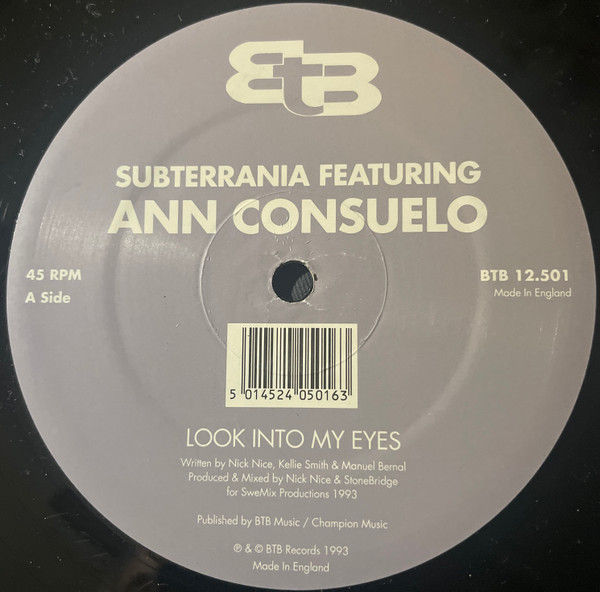 BtB
SUBTERRANIA FEATURING
ANN CONSUELO
45 RPM
A Side
BTB 12.501
Made In England
5 014524 050163
LOOK INTO MY EYES
Written by Nick Nice, Kellie Smith & Manuel Bernal
Produced & Mixed by Nick Nice & StoneBridge
for SweMix Productions 1993
Published by BTB Music / Champion Music
℗ & © BTB Records 1993
Made In England